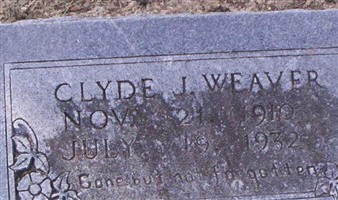 CLYDE J. WEAVER
NOV. 21, 1910
JULY 19, 1932
Gone but not forgotten